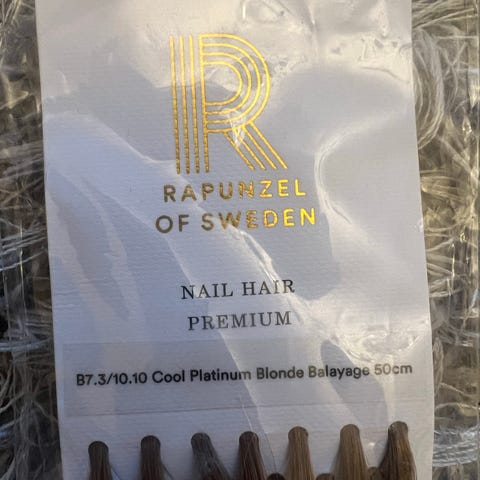 R
RAPUNZEL
OF SWEDEN
NAIL HAIR
PREMIUM
B7.3/10.10 Cool Platinum Blonde Balayage 50cm